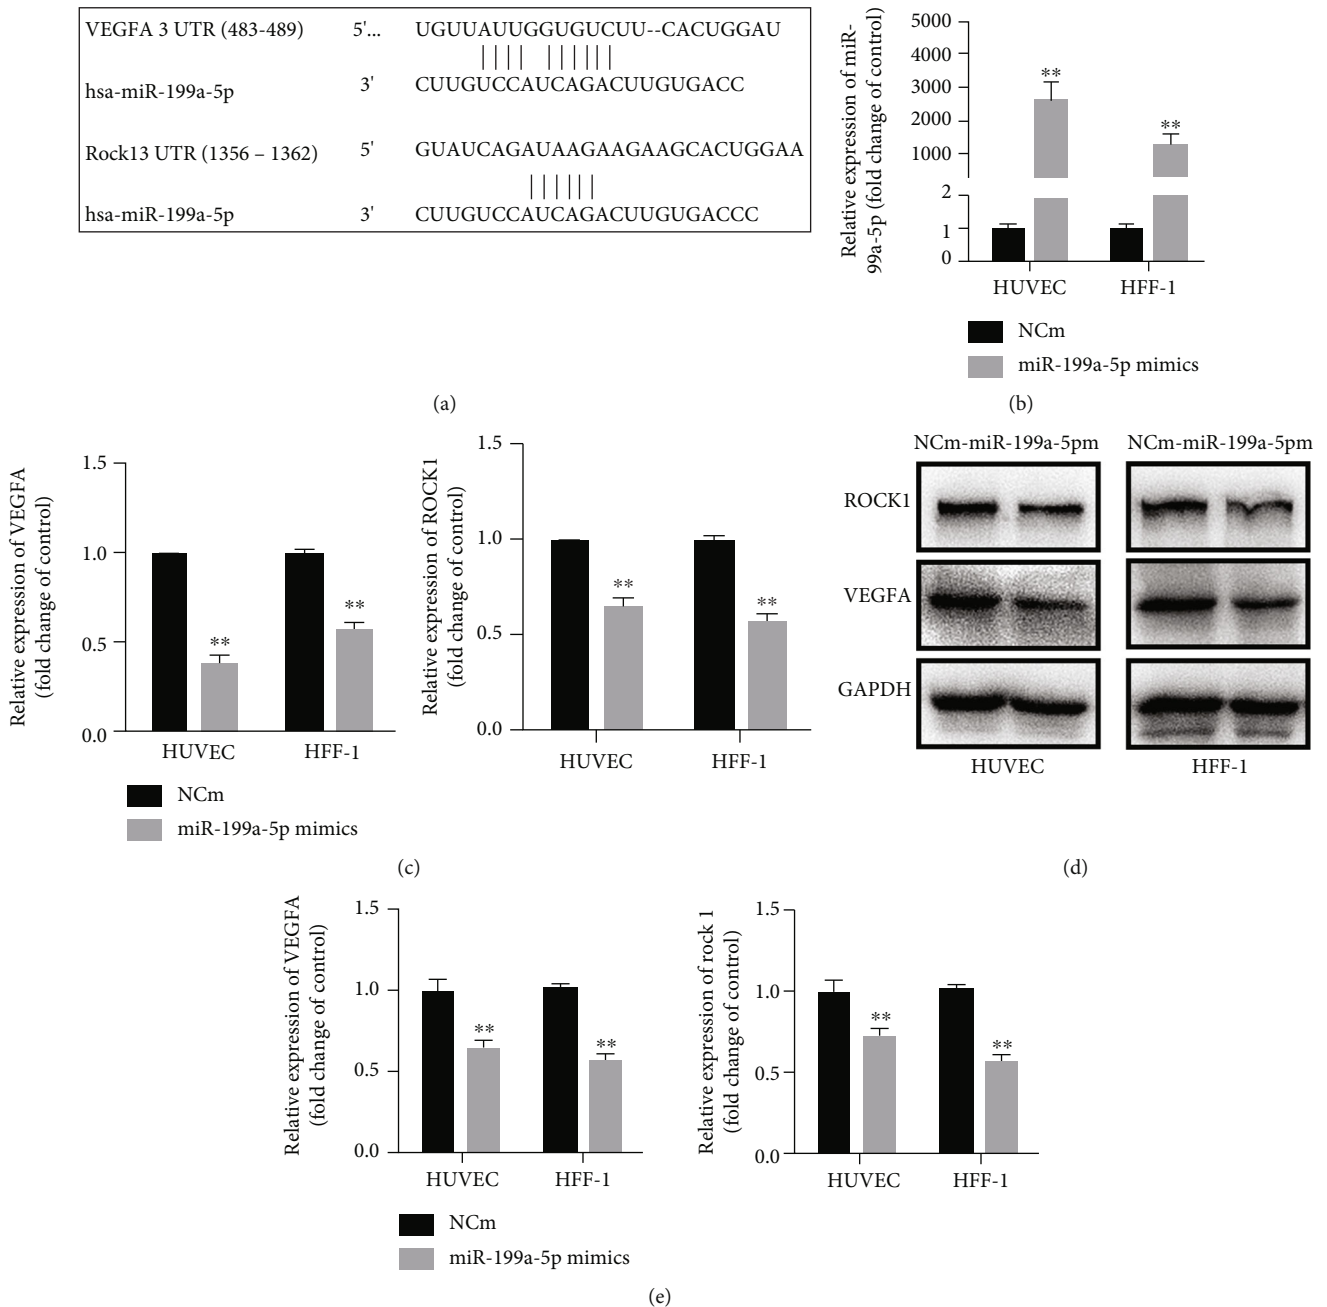 VEGFA 3 UTR (483-489) 5'... UGUUAUUGGUGUCUU--CACUGGAU
hsa-miR-199a-5p 3' CUUGUCCAUCAGACUUGUGACC
Rock13 UTR (1356 – 1362) 5' GUAUCAGAUAAGAAGAAGCACUGGAA
hsa-miR-199a-5p 3' CUUGUCCAUCAGACUUGUGACCC
(a)
Relative expression of miR-
99a-5p (fold change of control)
5000
4000
3000
2000
1000
2
1
0
**
**
HUVEC HFF-1
NCm
miR-199a-5p mimics
(b)
Relative expression of VEGFA
(fold change of control)
1.5
1.0
0.5
0.0
**
**
HUVEC HFF-1
NCm
miR-199a-5p mimics
Relative expression of ROCK1
(fold change of control)
1.5
1.0
0.5
0.0
**
**
HUVEC HFF-1
(c)
NCm-miR-199a-5pm NCm-miR-199a-5pm
ROCK1
VEGFA
GAPDH
HUVEC HFF-1
(d)
Relative expression of VEGFA
(fold change of control)
1.5
1.0
0.5
0.0
**
**
HUVEC HFF-1
NCm
miR-199a-5p mimics
Relative expression of rock 1
(fold change of control)
1.5
1.0
0.5
0.0
**
**
HUVEC HFF-1
(e)